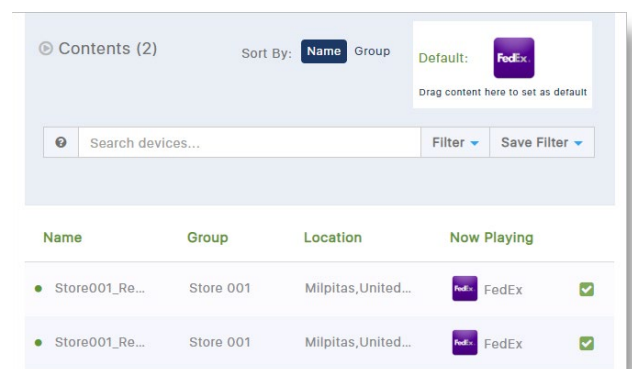 Contents (2)
Sort By: Name Group
Default: FedEx
Drag content here to set as default
Search devices...
Filter
Save Filter
Name Group Location Now Playing
Store001_Re... Store 001 Milpitas,United... FedEx FedEx
Store001_Re... Store 001 Milpitas,United... FedEx FedEx